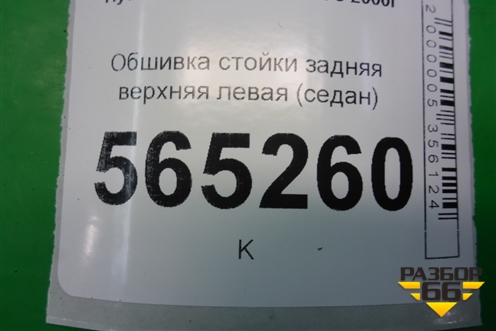 Обшивка стойки задняя
верхняя левая (седан)
565260
К
2000005356124
РАЗБОР
66